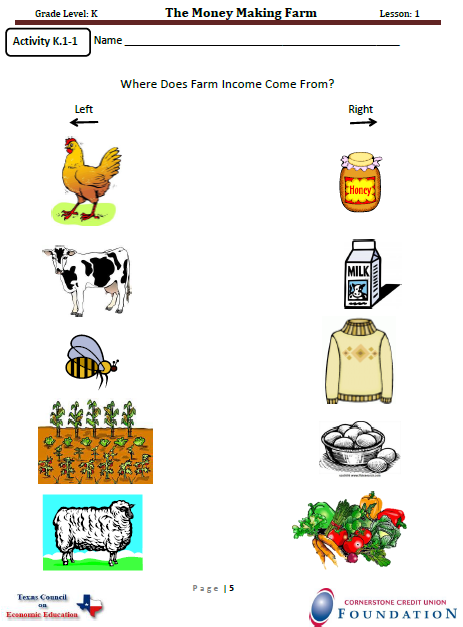 Grade Level: K The Money Making Farm Lesson: 1
Activity K.1-1 Name
Where Does Farm Income Come From?
Left Right
Honey
MILK
Page | 5
Texas Council
on
Economic Education
CORNERSTONE CREDIT UNION
FOUNDATION